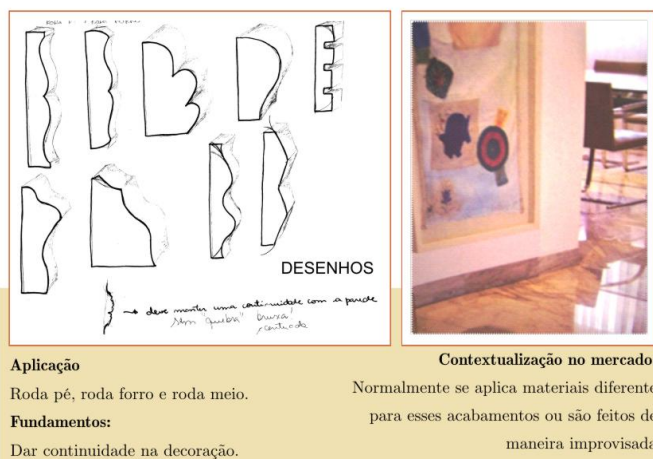 DESENHOS
→ deve manter uma continuidade com a parede
sem "quebra" brusca
Aplicação
Roda pé, roda forro e roda meio.
Fundamentos:
Dar continuidade na decoração.
Contextualização no mercado
Normalmente se aplica materiais diferente
para esses acabamentos ou são feitos de
maneira improvisada